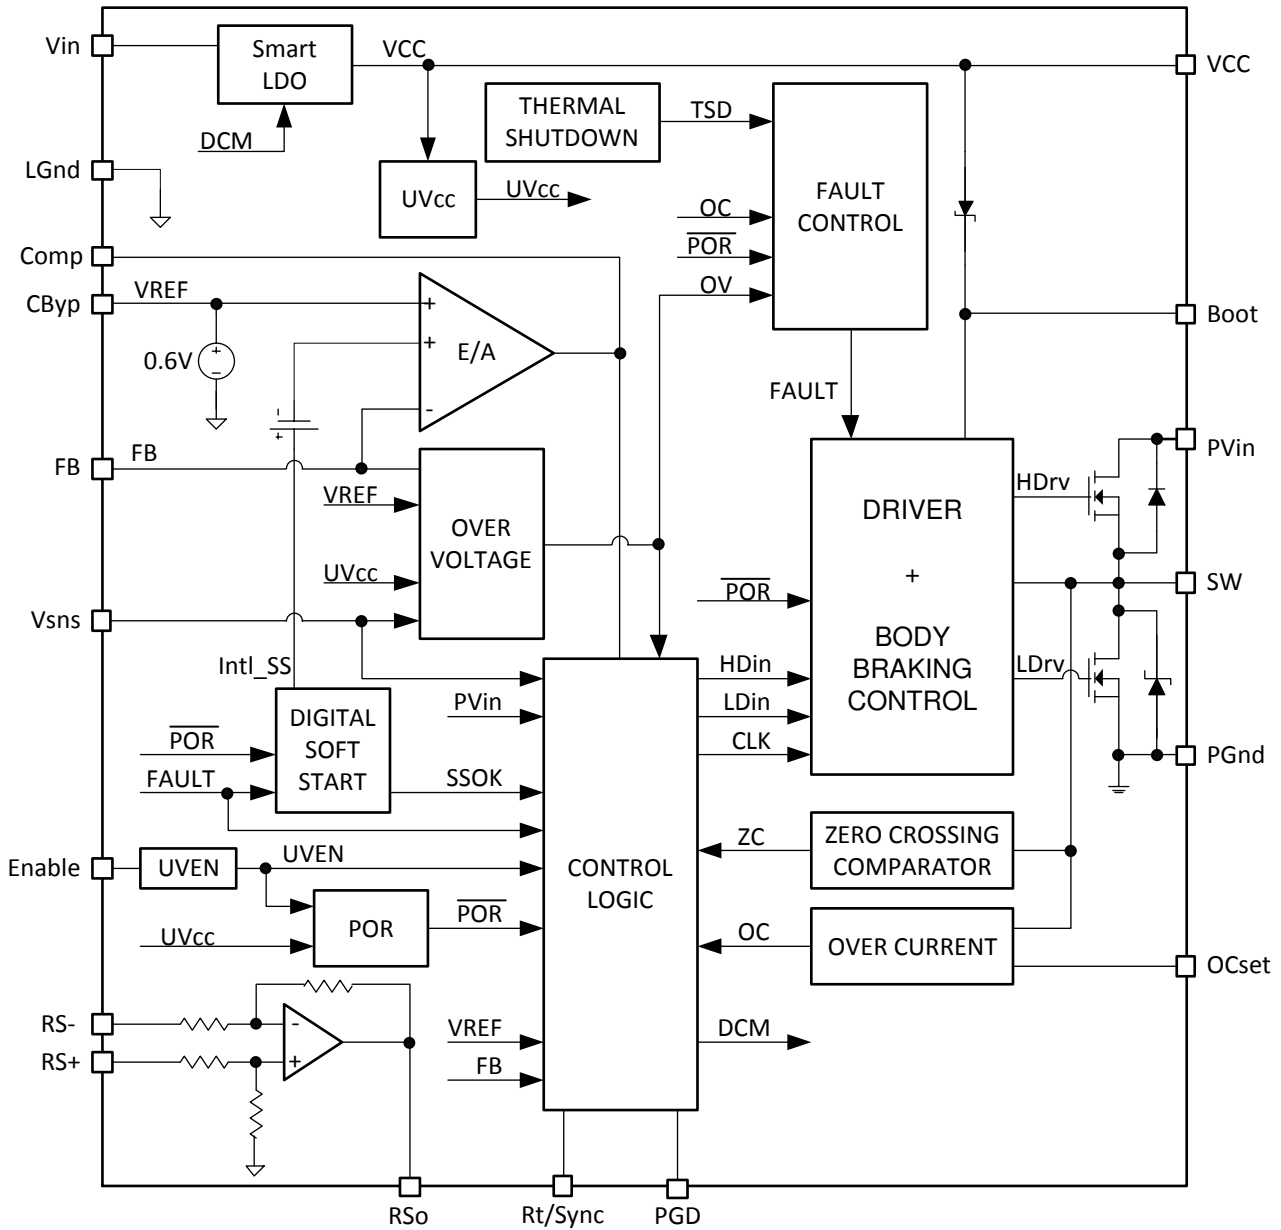 Vin
Smart
LDO
VCC
VCC
DCM
THERMAL
SHUTDOWN
TSD
LGnd
UVcc
UVcc
FAULT
CONTROL
OC
POR
OV
Comp
CByp
VREF
+
+
-
E/A
0.6V
+
−
-
+
Boot
FAULT
FB
FB
VREF
OVER
VOLTAGE
UVcc
PVin
HDrv
DRIVER
+
BODY
BRAKING
CONTROL
POR
SW
Vsns
Intl_SS
HDin
LDrv
PVin
LDin
DIGITAL
SOFT
START
POR
CLK
PGnd
FAULT
SSOK
Enable
UVEN
UVEN
CONTROL
LOGIC
ZC
ZERO CROSSING
COMPARATOR
POR
POR
UVcc
OC
OVER CURRENT
OCset
RS-
-
VREF
DCM
RS+
+
FB
RSo
Rt/Sync
PGD